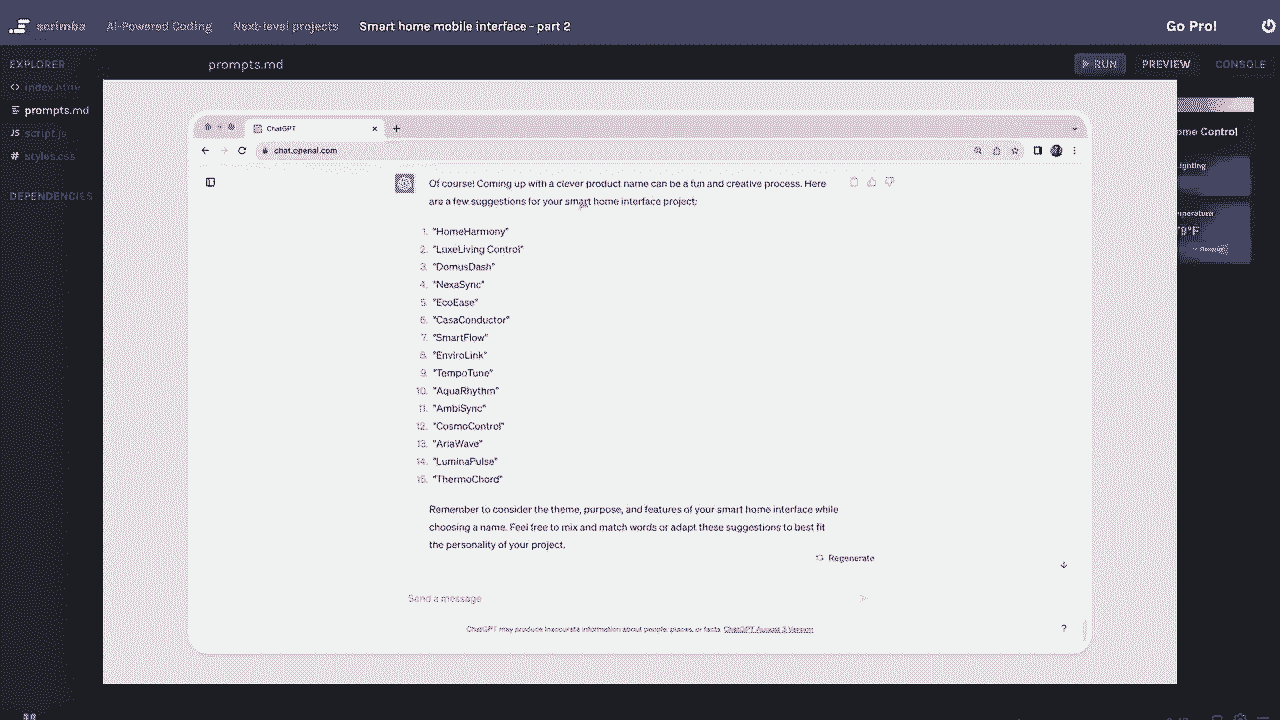 scrimba AI-Powered Coding Next-level projects Smart home mobile interface - part 2 Go Pro!
EXPLORER prompts.md RUN PREVIEW CONSOLE
index.html
prompts.md
script.js
styles.css
DEPENDENCIES
ChatGPT
chat.openai.com
Of course! Coming up with a clever product name can be a fun and creative process. Here
are a few suggestions for your smart home interface project:
1. "HomeHarmony"
2. "LuxeLiving Control"
3. "DomusDash"
4. "NexaSync"
5. "EcoEase"
6. "CasaConductor"
7. "SmartFlow"
8. "EnviroLink"
9. "TempoTune"
10. "AquaRhythm"
11. "AmbiSync"
12. "CosmoControl"
13. "AriaWave"
14. "LuminaPulse"
15. "ThermoChord"
Remember to consider the theme, purpose, and features of your smart home interface while
choosing a name. Feel free to mix and match words or adapt these suggestions to best fit
the personality of your project.
Regenerate
Send a message
ChatGPT may produce inaccurate information about people, places, or facts. ChatGPT August 3 Version
?
ome Control
ighting